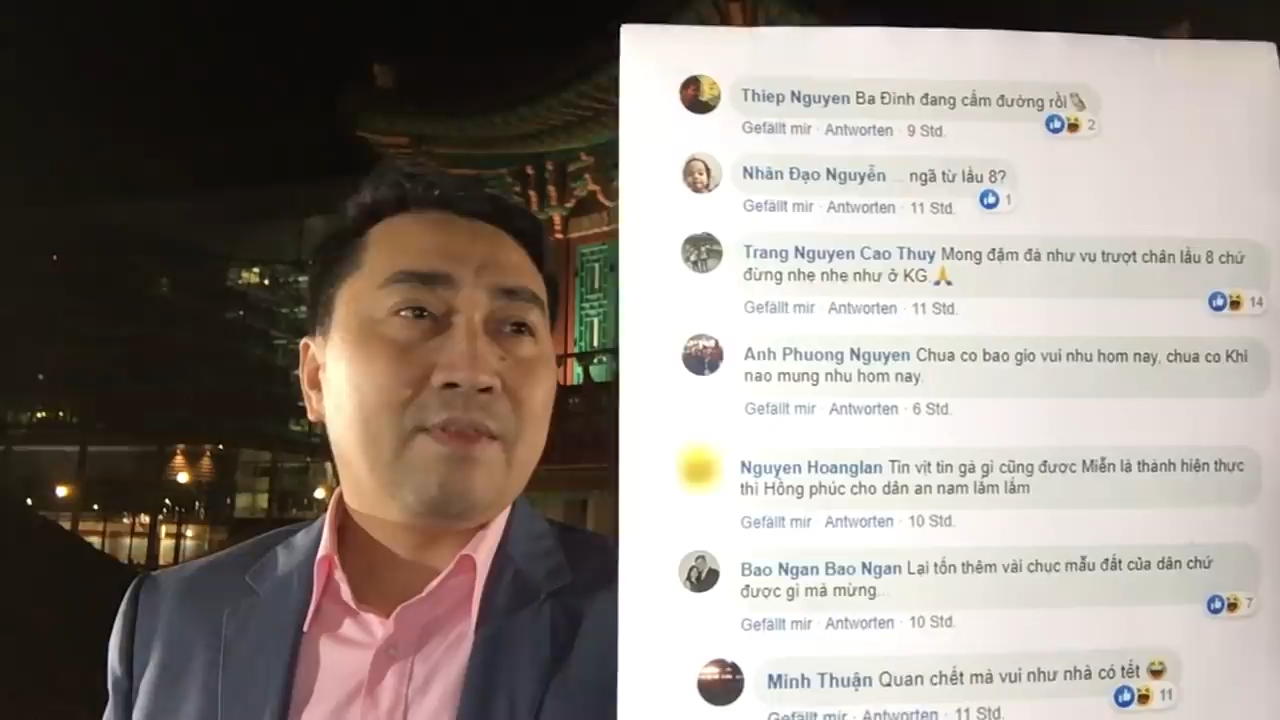 Thiep Nguyen Ba Đình đang cấm đường rồi
Gefällt mir · Antworten · 9 Std.
2
Nhân Đạo Nguyễn ... ngã từ lầu 8?
Gefällt mir · Antworten · 11 Std.
1
Trang Nguyen Cao Thuy Mong đậm đà như vụ trượt chân lầu 8 chứ
đừng nhẹ nhẹ như ở KG
Gefällt mir · Antworten · 11 Std.
14
Anh Phuong Nguyen Chua co bao gio vui nhu hom nay, chua co Khi
nao mung nhu hom nay.
Gefällt mir · Antworten · 6 Std.
Nguyen Hoanglan Tin vịt tin gà gì cũng được Miễn là thành hiện thực
thì Hồng phúc cho dân an nam lắm lắm
Gefällt mir · Antworten · 10 Std.
Bao Ngan Bao Ngan Lại tốn thêm vài chục mẫu đất của dân chứ
được gì mà mừng...
7
Gefällt mir · Antworten · 10 Std.
Minh Thuận Quan chết mà vui như nhà có tết
11
Gefällt mir · Antworten · 11 Std.